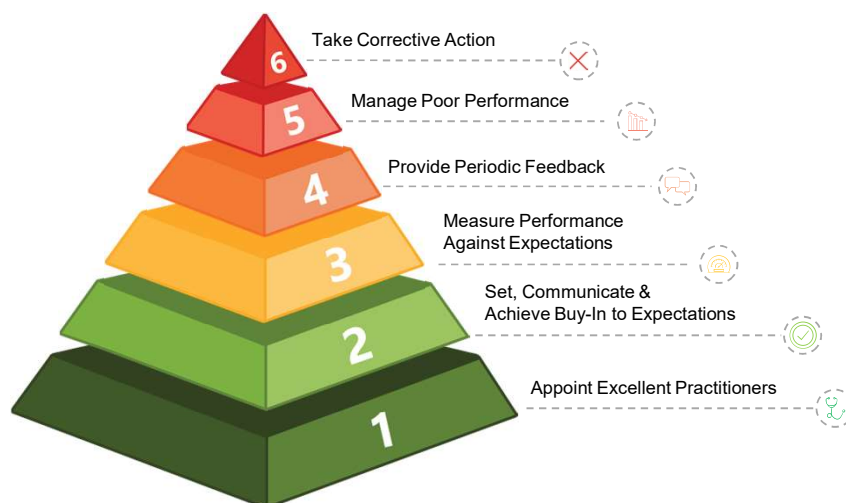 6
Take Corrective Action
5
Manage Poor Performance
4
Provide Periodic Feedback
3
Measure Performance
Against Expectations
2
Set, Communicate &
Achieve Buy-In to Expectations
1
Appoint Excellent Practitioners